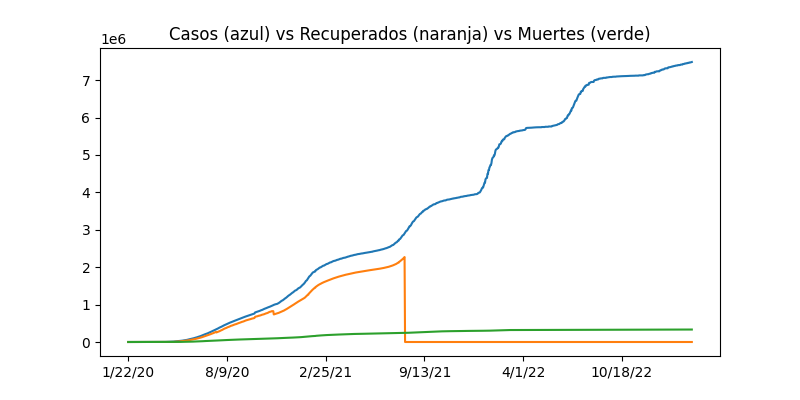 Casos (azul) vs Recuperados (naranja) vs Muertes (verde)
1e6
7
6
5
4
3
2
1
0
1/22/20 8/9/20 2/25/21 9/13/21 4/1/22 10/18/22